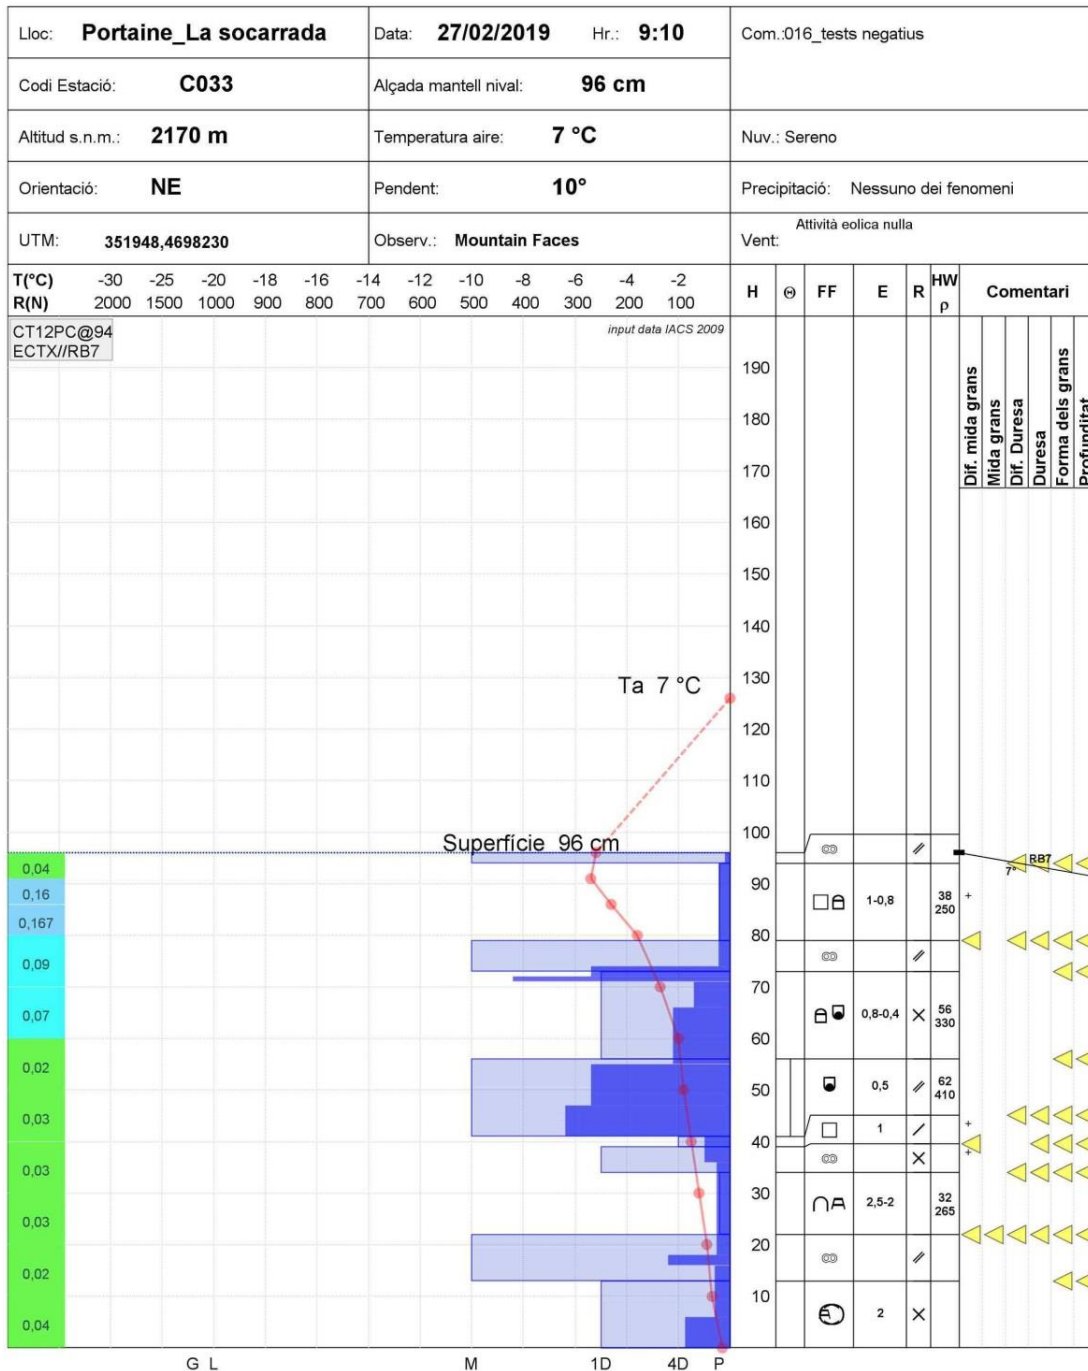 Lloc: Portaine_La socarrada Data: 27/02/2019 Hr.: 9:10 Com.:016_tests negatius
Codi Estació: C033 Alçada mantell nival: 96 cm
Altitud s.n.m.: 2170 m Temperatura aire: 7 °C Nuv.: Sereno
Orientació: NE Pendent: 10° Precipitació: Nessuno dei fenomeni
UTM: 351948,4698230 Observ.: Mountain Faces Vent: Attività eolica nulla
T(°C) -30 -25 -20 -18 -16 -14 -12 -10 -8 -6 -4 -2
R(N) 2000 1500 1000 900 800 700 600 500 400 300 200 100
H Θ FF E R HW ρ Comentari
CT12PC@94
ECTX//RB7
input data IACS 2009
Dif. mida grans
Mida grans
Dif. Duresa
Duresa
Forma dels grans
Profunditat
190
180
170
160
150
140
130
Ta 7 °C
120
110
100
Superfície 96 cm
0,04
RB7
7°
90
0,16
1-0,8
38
250
+
0,167
80
0,09
70
0,07
0,8-0,4
56
330
60
0,02
50
0,5
62
410
0,03
+
1
40
+
0,03
30
2,5-2
32
265
0,03
20
0,02
10
2
0,04
G L M 1D 4D P